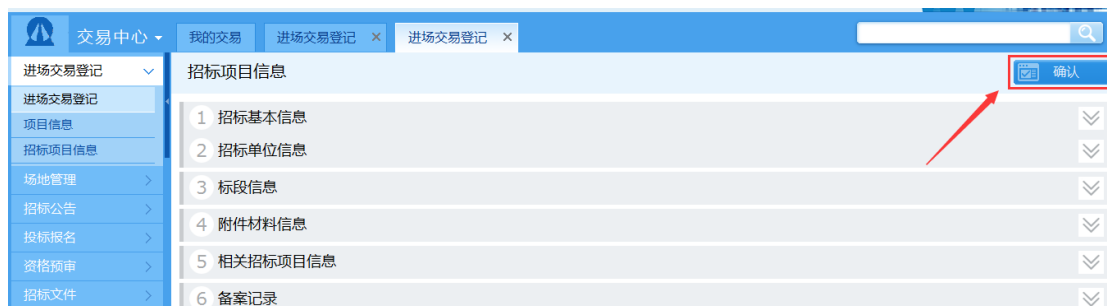 交易中心
我的交易
进场交易登记 ×
进场交易登记 ×
进场交易登记
进场交易登记
项目信息
招标项目信息
场地管理
招标公告
投标报名
资格预审
招标文件
招标项目信息
确认
1 招标基本信息
2 招标单位信息
3 标段信息
4 附件材料信息
5 相关招标项目信息
6 备案记录